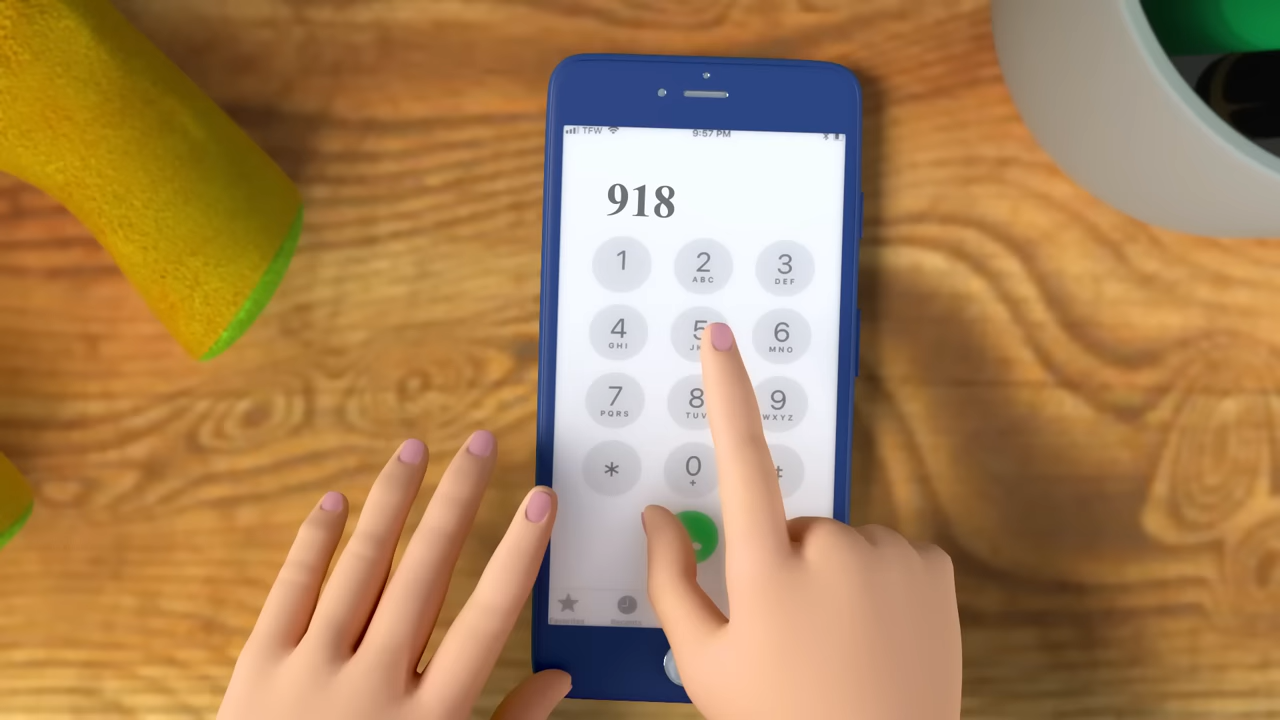 TFW 9:57 PM
918
1 2 3
ABC DEF
4 5 6
GHI MNO
7 8 9
PQRS WXYZ
* 0
+